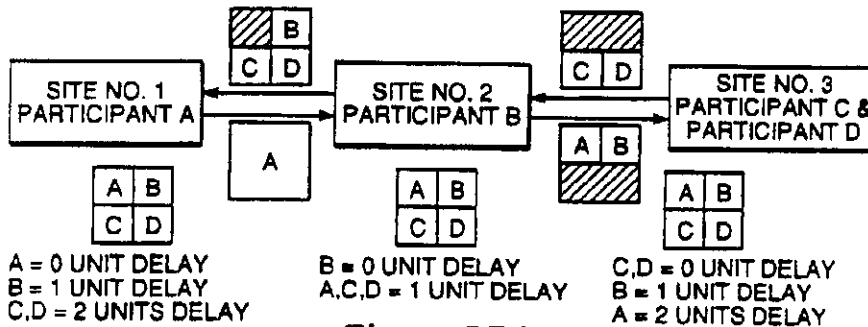 B
C D
C D
SITE NO. 1
PARTICIPANT A
SITE NO. 2
PARTICIPANT B
SITE NO. 3
PARTICIPANT C &
PARTICIPANT D
A
A B
A B
C D
A B
C D
A B
C D
A = 0 UNIT DELAY
B = 1 UNIT DELAY
C,D = 2 UNITS DELAY
B = 0 UNIT DELAY
A,C,D = 1 UNIT DELAY
C,D = 0 UNIT DELAY
B = 1 UNIT DELAY
A = 2 UNITS DELAY
Figure